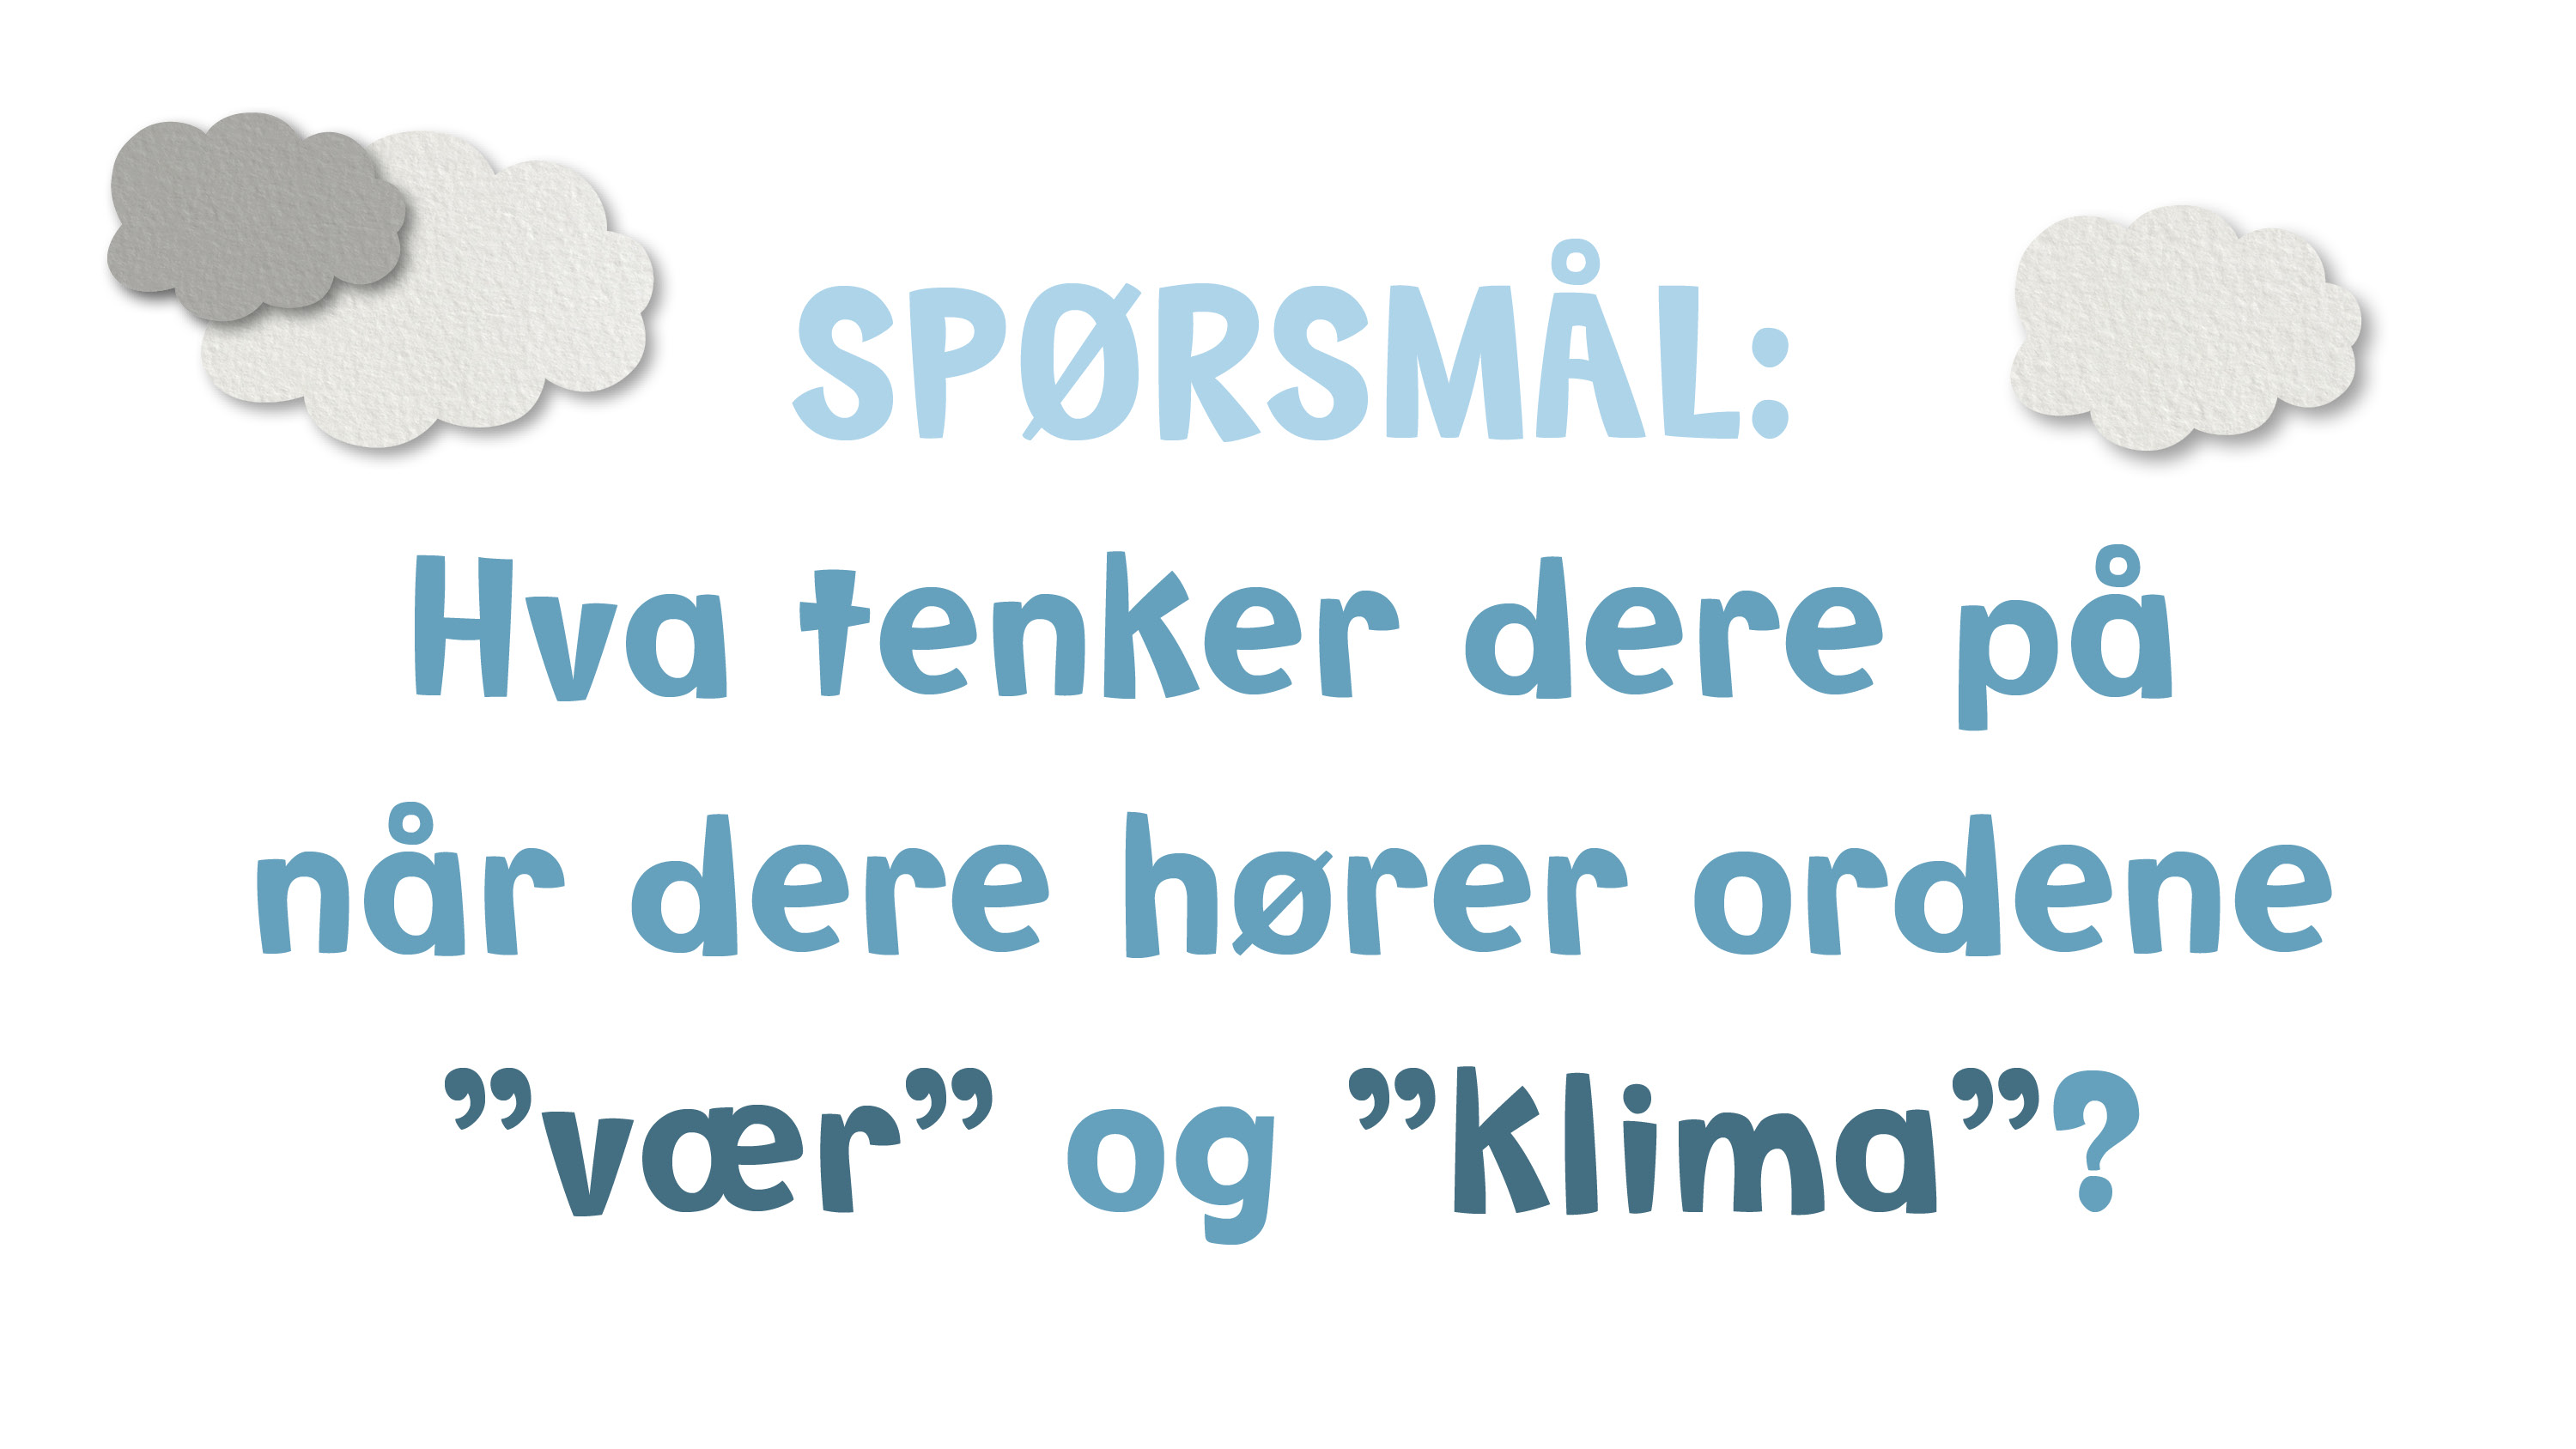 SPØRSMÅL:
Hva tenker dere på
når dere hører ordene
”vær” og ”klima”?